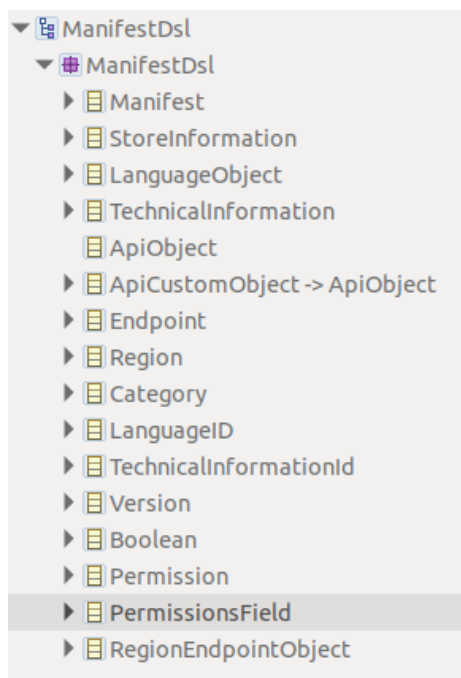 ManifestDsl
ManifestDsl
Manifest
StoreInformation
LanguageObject
TechnicalInformation
ApiObject
ApiCustomObject -> ApiObject
Endpoint
Region
Category
LanguageID
TechnicalInformationId
Version
Boolean
Permission
PermissionsField
RegionEndpointObject